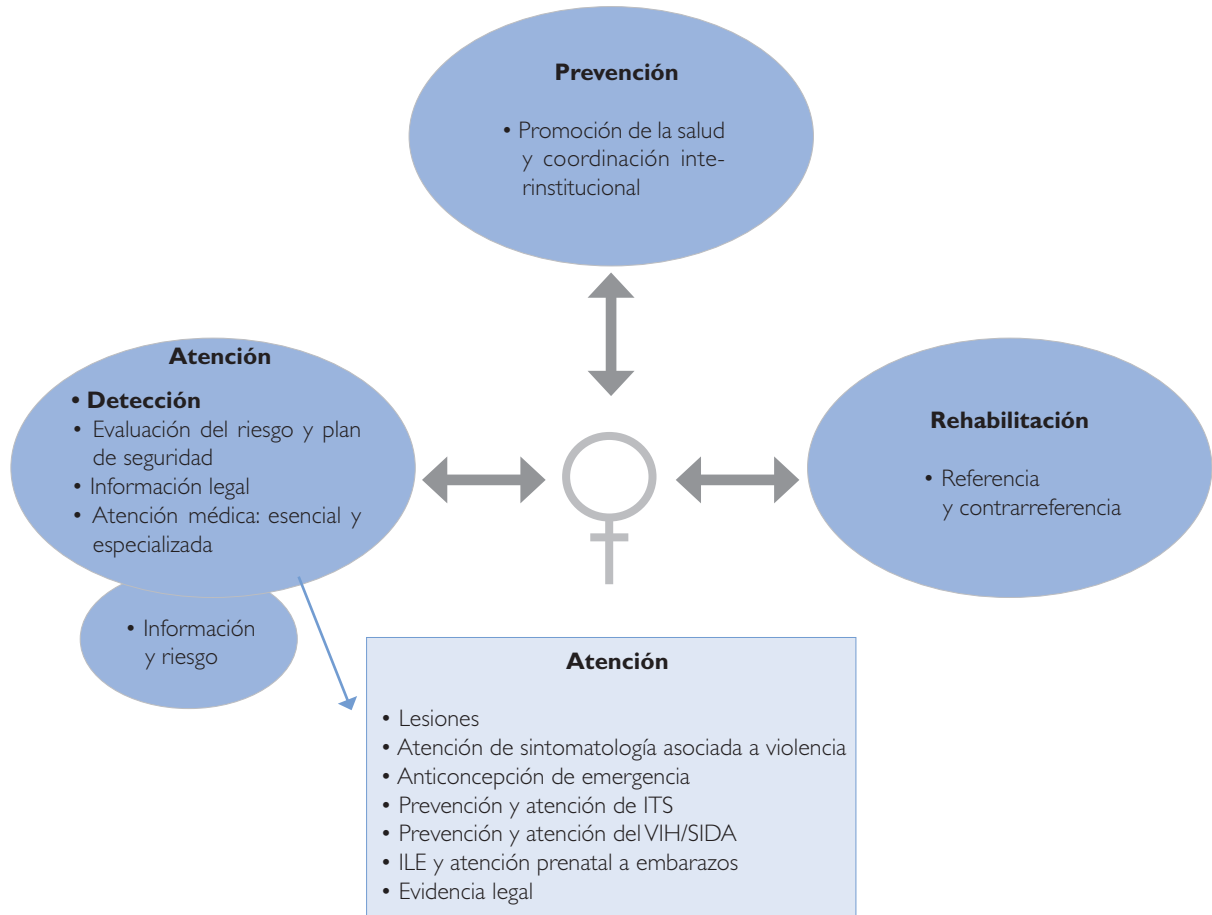 Prevención
• Promoción de la salud
y coordinación inte-
rinstitucional
Atención
• Detección
• Evaluación del riesgo y plan
de seguridad
• Información legal
• Atención médica: esencial y
especializada
• Información
y riesgo
Rehabilitación
• Referencia
y contrarreferencia
Atención
• Lesiones
• Atención de sintomatología asociada a violencia
• Anticoncepción de emergencia
• Prevención y atención de ITS
• Prevención y atención del VIH/SIDA
• ILE y atención prenatal a embarazos
• Evidencia legal